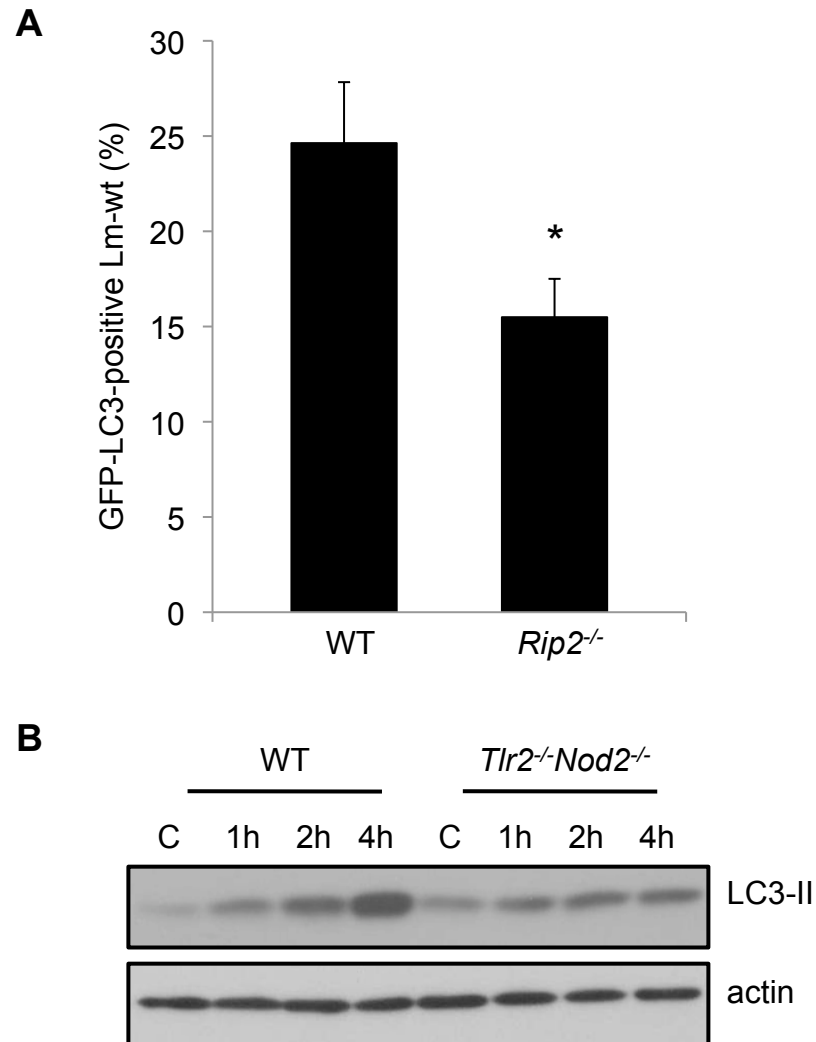 A
30
25
20
15
10
5
0
GFP-LC3-positive Lm-wt (%)
*
WT Rip2-/-
B
WT Tlr2-/-Nod2-/-
C 1h 2h 4h C 1h 2h 4h
LC3-II
actin